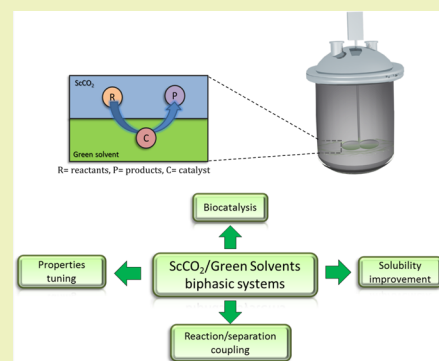 ScCO₂
R
P
C
Green solvent
R= reactants, P= products, C= catalyst
Biocatalysis
Properties
tuning
ScCO₂/Green Solvents
biphasic systems
Solubility
improvement
Reaction/separation
coupling